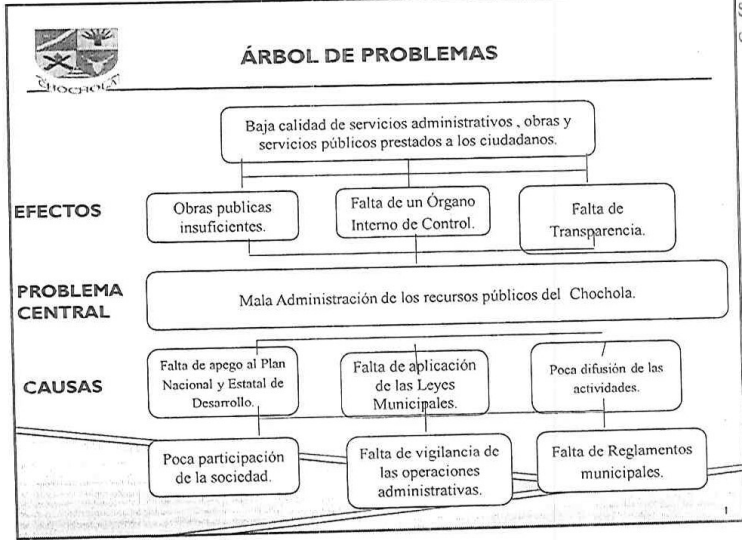 ÁRBOL DE PROBLEMAS
CHOCHOLA
Baja calidad de servicios administrativos , obras y
servicios públicos prestados a los ciudadanos.
EFECTOS
Obras publicas
insuficientes.
Falta de un Órgano
Interno de Control.
Falta de
Transparencia.
PROBLEMA
CENTRAL
Mala Administración de los recursos públicos del Chochola.
CAUSAS
Falta de apego al Plan
Nacional y Estatal de
Desarrollo.
Falta de aplicación
de las Leyes
Municipales.
Poca difusión de las
actividades.
Poca participación
de la sociedad.
Falta de vigilancia de
las operaciones
administrativas.
Falta de Reglamentos
municipales.
1